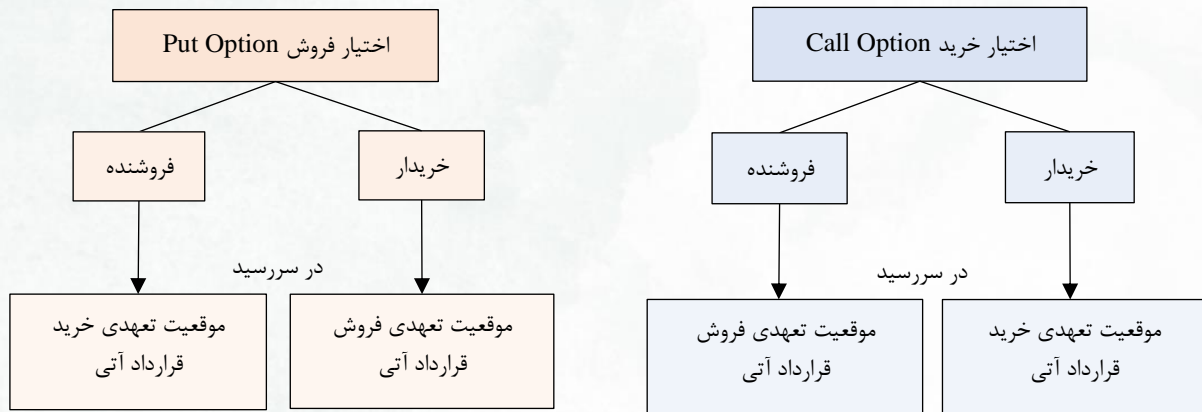 اختیار خرید Call Option
اختیار فروش Put Option
خریدار
فروشنده
خریدار
فروشنده
در سررسید
در سررسید
موقعیت تعهدی خرید
قرارداد آتی
موقعیت تعهدی فروش
قرارداد آتی
موقعیت تعهدی فروش
قرارداد آتی
موقعیت تعهدی خرید
قرارداد آتی